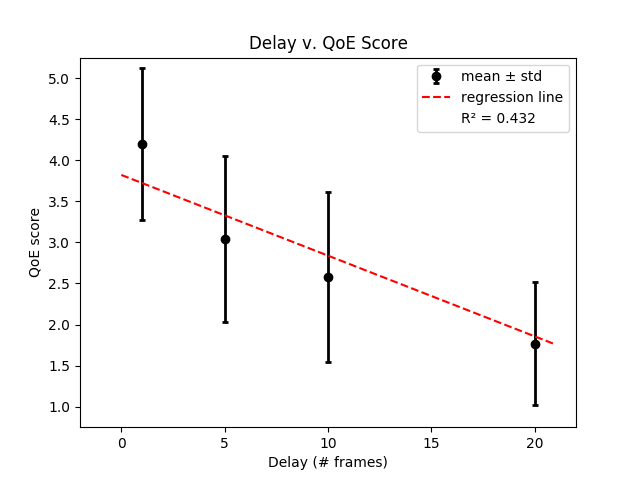 Delay v. QoE Score
mean ± std
regression line
R² = 0.432
QoE score
5.0
4.5
4.0
3.5
3.0
2.5
2.0
1.5
1.0
0 5 10 15 20
Delay (# frames)